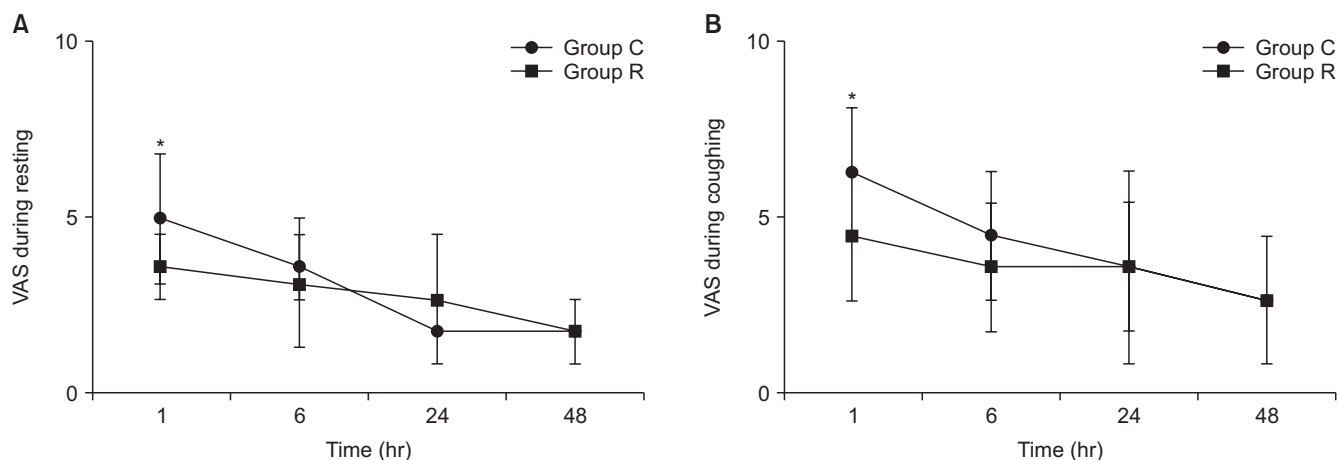 A
10
5
0
VAS during resting
*
Group C
Group R
1 6 24 48
Time (hr)
B
10
5
0
VAS during coughing
*
Group C
Group R
1 6 24 48
Time (hr)